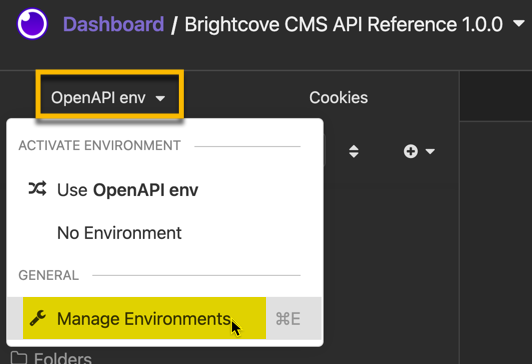 Dashboard / Brightcove CMS API Reference 1.0.0
OpenAPI env
Cookies
ACTIVATE ENVIRONMENT
Use OpenAPI env
No Environment
GENERAL
Manage Environments ⌘E
Folders